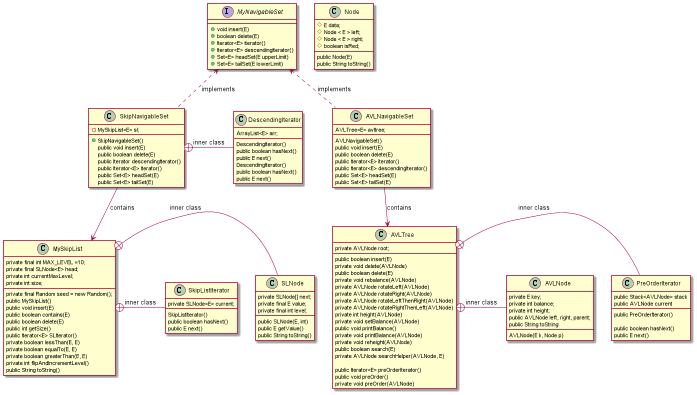 I MyNavigableSet
void insert(E)
boolean delete(E)
Iterator<E> iterator()
Iterator<E> descendingIterator()
Set<E> headSet(E upperLimit)
Set<E> tailSet(E lowerLimit)
C Node
E data;
Node < E > left;
Node < E > right;
boolean isRed;
public Node(E)
public String toString()
implements
implements
C SkipNavigableSet
MySkipList<E> sl;
SkipNavigableSet()
public void insert(E)
public boolean delete(E)
public Iterator descendingIterator()
public Iterator<E> iterator()
public Set<E> headSet(E)
public Set<E> tailSet(E)
inner class
C DescendingIterator
ArrayList<E> arr;
DescendingIterator()
public boolean hasNext()
public E next()
DescendingIterator()
public boolean hasNext()
public E next()
C AVLNavigableSet
AVLTree<E> avltree;
AVLNavigableSet()
public void insert(E)
public boolean delete(E)
public Iterator<E> iterator()
public Iterator<E> descendingIterator()
public Set<E> headSet(E)
public Set<E> tailSet(E)
contains
inner class
contains
inner class
C MySkipList
private final int MAX_LEVEL =10;
private final SLNode<E> head;
private int currentMaxLevel;
private int size;
private final Random seed = new Random();
public MySkipList()
public void insert(E)
public boolean contains(E)
public boolean delete(E)
public int getSize()
public Iterator<E> SLIterator()
private boolean lessThan(E, E)
private boolean equalTo(E, E)
private boolean greaterThan(E, E)
private int flipAndIncrementLevel()
public String toString()
inner class
C SkipListIterator
private SLNode<E> current;
SkipListIterator()
public boolean hasNext()
public E next()
C SLNode
private SLNode[] next;
private final E value;
private final int level;
public SLNode(E, int)
public E getValue()
public String toString()
C AVLTree
private AVLNode root;
public boolean insert(E)
private void delete(AVLNode)
public boolean delete(E)
private void rebalance(AVLNode)
private AVLNode rotateLeft(AVLNode)
private AVLNode rotateRight(AVLNode)
private AVLNode rotateLeftThenRight(AVLNode)
private AVLNode rotateRightThenLeft(AVLNode)
private int height(AVLNode)
private void setBalance(AVLNode)
public void printBalance()
private void printBalance(AVLNode)
private void reheight(AVLNode)
public boolean search(E)
private AVLNode searchHelper(AVLNode, E)
public Iterator<E> preOrderIterator()
public void preOrder()
private void preOrder(AVLNode)
inner class
C AVLNode
private E key;
private int balance;
private int height;
public AVLNode left, right, parent;
public String toString
AVLNode(E k, Node p)
C PreOrderIterator
public Stack<AVLNode> stack
public AVLNode current
public PreOrderIterator()
public boolean hasNext()
public E next()